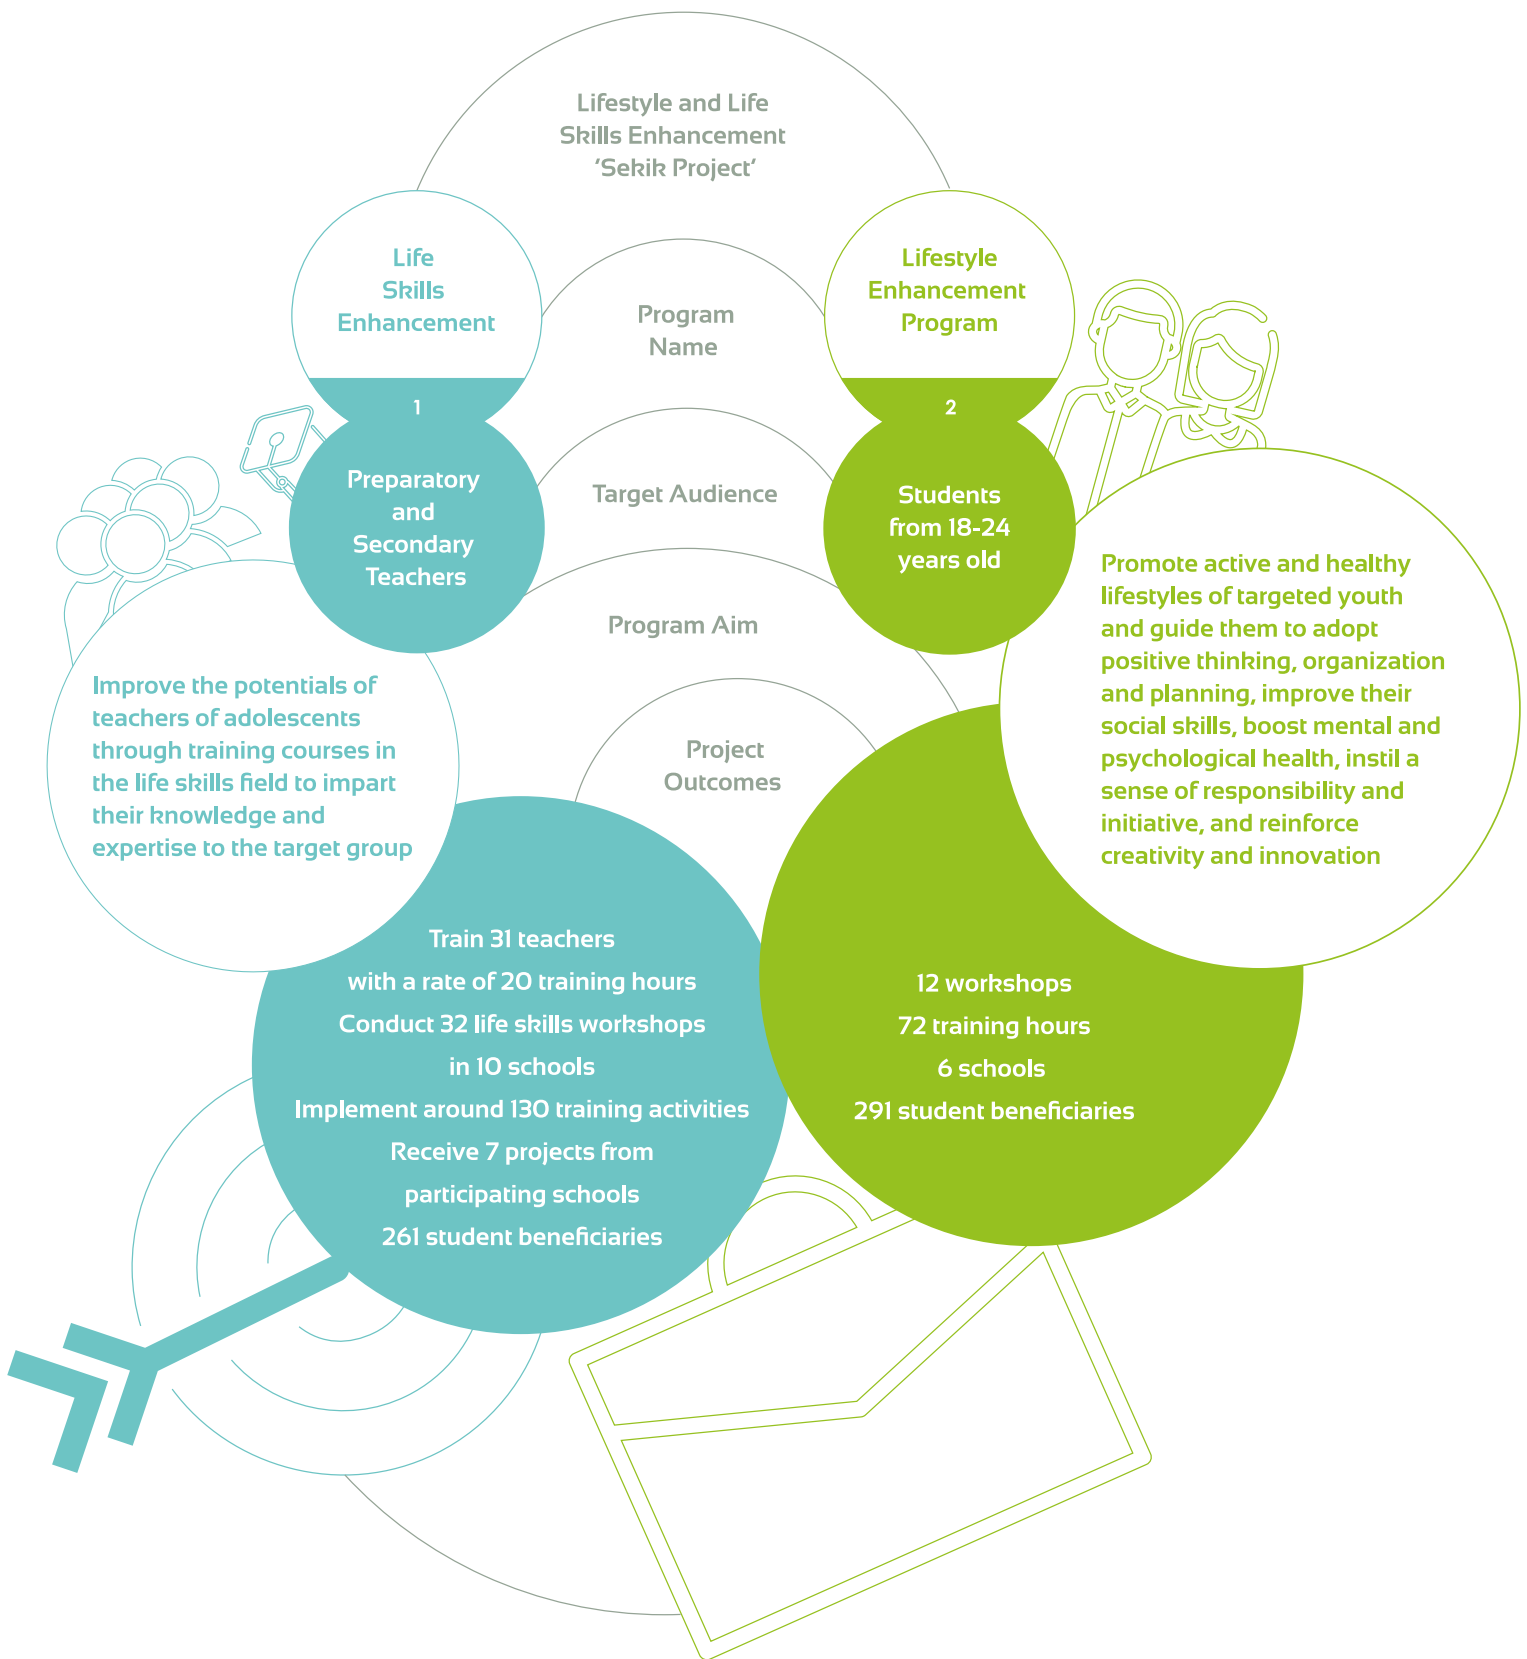 Lifestyle and Life
Skills Enhancement
'Sekik Project'
Life
Skills
Enhancement
Program
Name
Lifestyle
Enhancement
Program
1
2
Preparatory
and
Secondary
Teachers
Target Audience
Students
from 18-24
years old
Improve the potentials of
teachers of adolescents
through training courses in
the life skills field to impart
their knowledge and
expertise to the target group
Program Aim
Promote active and healthy
lifestyles of targeted youth
and guide them to adopt
positive thinking, organization
and planning, improve their
social skills, boost mental and
psychological health, instil a
sense of responsibility and
initiative, and reinforce
creativity and innovation
Project
Outcomes
Train 31 teachers
with a rate of 20 training hours
Conduct 32 life skills workshops
in 10 schools
Implement around 130 training activities
Receive 7 projects from
participating schools
261 student beneficiaries
12 workshops
72 training hours
6 schools
291 student beneficiaries